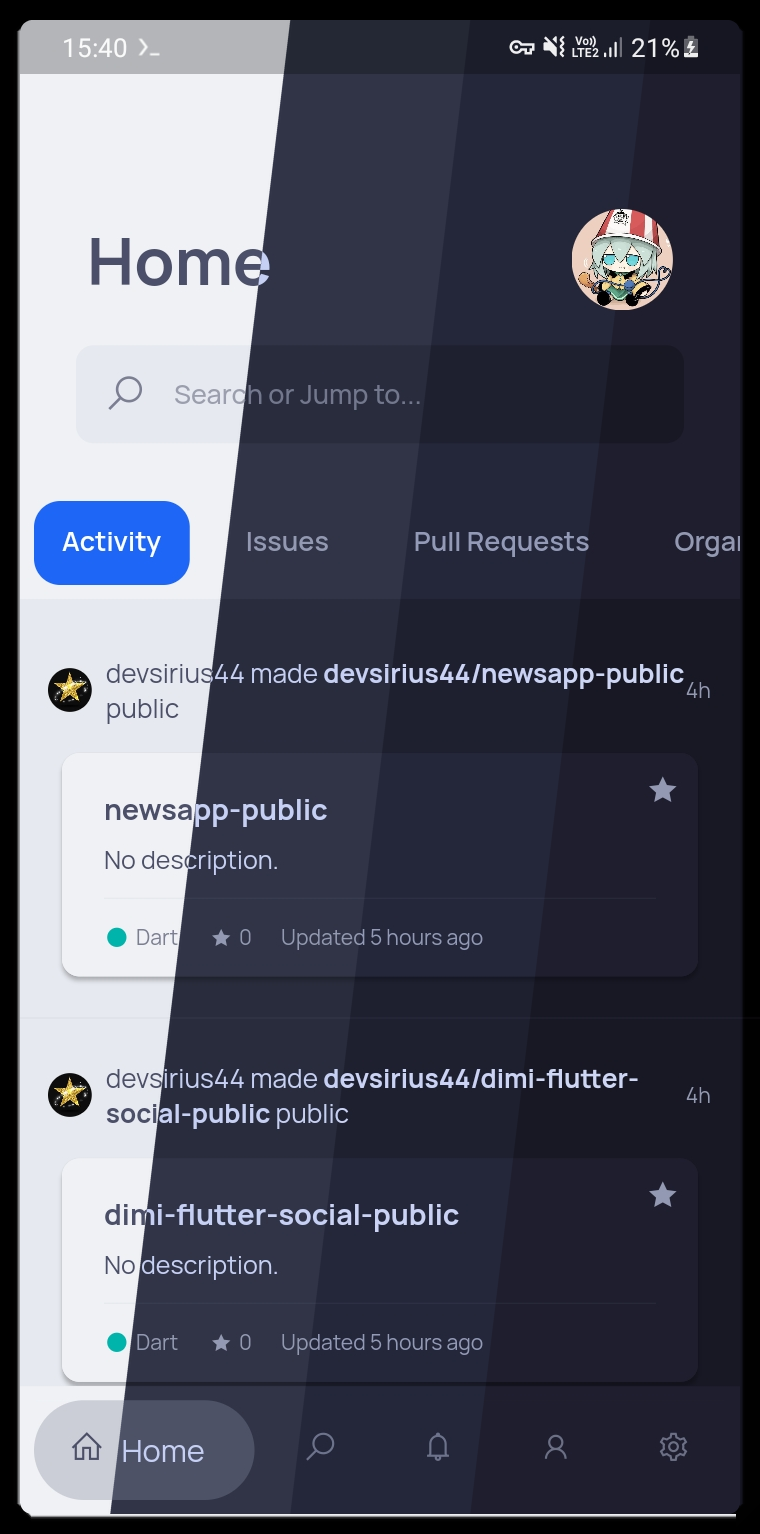 15:40 21%
Vo))
LTE2
Home
Search or Jump to...
Activity Issues Pull Requests Orgar
devsirius44 made devsirius44/newsapp-public 4h
public
newsapp-public
No description.
Dart 0 Updated 5 hours ago
devsirius44 made devsirius44/dimi-flutter-
social-public public 4h
dimi-flutter-social-public
No description.
Dart 0 Updated 5 hours ago
Home